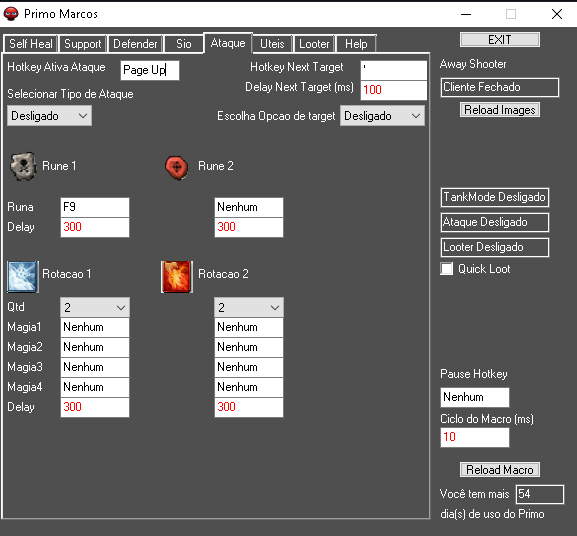 Primo Marcos
Self Heal Support Defender Sio Ataque Uteis Looter Help
EXIT
Hotkey Ativa Ataque Page Up
Hotkey Next Target '
Delay Next Target (ms) 100
Selecionar Tipo de Ataque
Desligado
Escolha Opcao de target Desligado
Rune 1 Rune 2
Runa F9 Nenhum
Delay 300 300
Rotacao 1 Rotacao 2
Qtd 2 2
Magia1 Nenhum Nenhum
Magia2 Nenhum Nenhum
Magia3 Nenhum Nenhum
Magia4 Nenhum Nenhum
Delay 300 300
Away Shooter
Cliente Fechado
Reload Images
TankMode Desligado
Ataque Desligado
Looter Desligado
Quick Loot
Pause Hotkey
Nenhum
Ciclo do Macro (ms)
10
Reload Macro
Você tem mais 54
dia(s) de uso do Primo